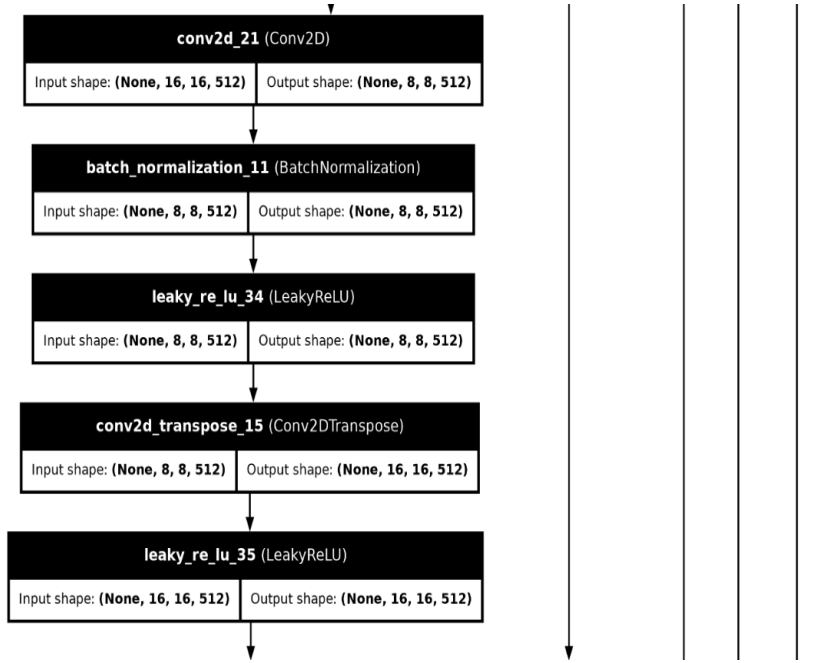 conv2d_21 (Conv2D)
Input shape: (None, 16, 16, 512) Output shape: (None, 8, 8, 512)
batch_normalization_11 (BatchNormalization)
Input shape: (None, 8, 8, 512) Output shape: (None, 8, 8, 512)
leaky_re_lu_34 (LeakyReLU)
Input shape: (None, 8, 8, 512) Output shape: (None, 8, 8, 512)
conv2d_transpose_15 (Conv2DTranspose)
Input shape: (None, 8, 8, 512) Output shape: (None, 16, 16, 512)
leaky_re_lu_35 (LeakyReLU)
Input shape: (None, 16, 16, 512) Output shape: (None, 16, 16, 512)